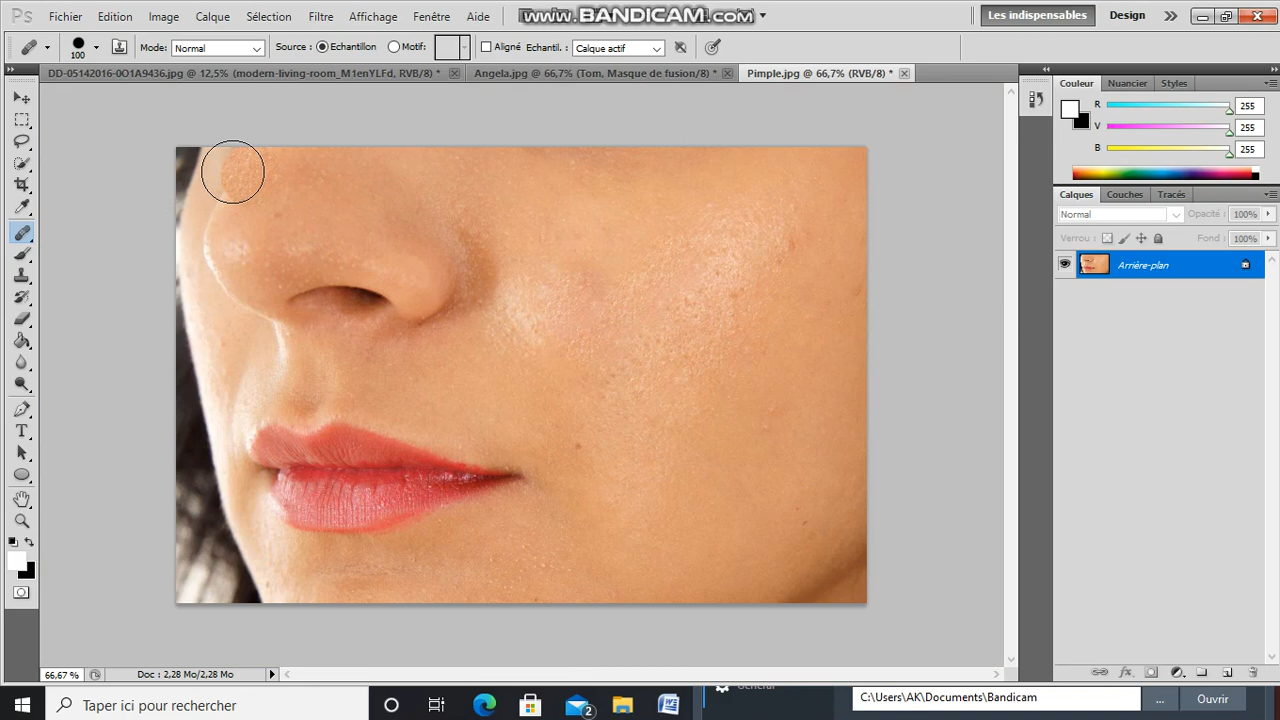 Ps Fichier Edition Image Calque Sélection Filtre Affichage Fenêtre Aide www.BANDICAM.com Les indispensables Design
100 Mode: Normal Source : Echantillon Motif: Aligné Echantil. : Calque actif
DD-05142016-0O1A9436.jpg @ 12,5% (modern-living-room_M1enYLFd, RVB/8) * Angela.jpg @ 66,7% (Tom, Masque de fusion/8) * Pimple.jpg @ 66,7% (RVB/8) *
Couleur Nuancier Styles
R 255
V 255
B 255
Calques Couches Tracés
Normal Opacité : 100%
Verrou : Fond : 100%
Arrière-plan
66,67 % Doc : 2,28 Mo/2,28 Mo
Général
Taper ici pour rechercher 2 C:\Users\AK\Documents\Bandicam ... Ouvrir